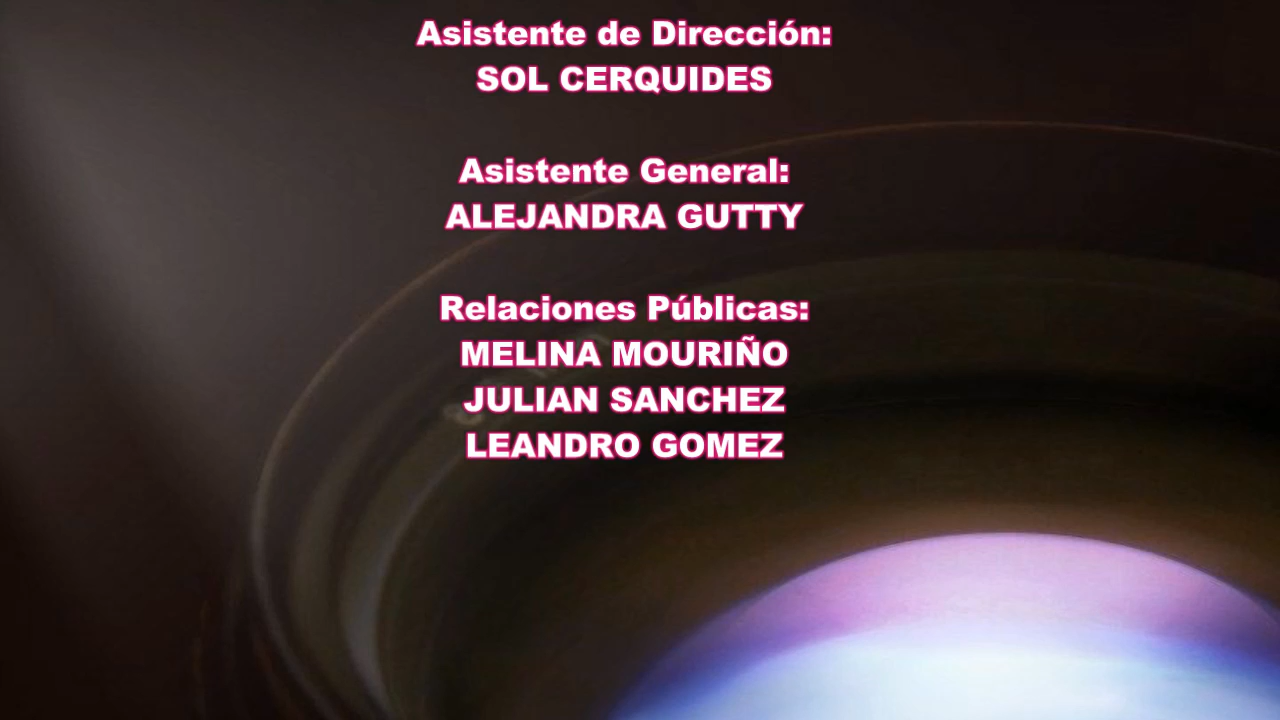 Asistente de Dirección:
SOL CERQUIDES
Asistente General:
ALEJANDRA GUTTY
Relaciones Públicas:
MELINA MOURIÑO
JULIAN SANCHEZ
LEANDRO GOMEZ